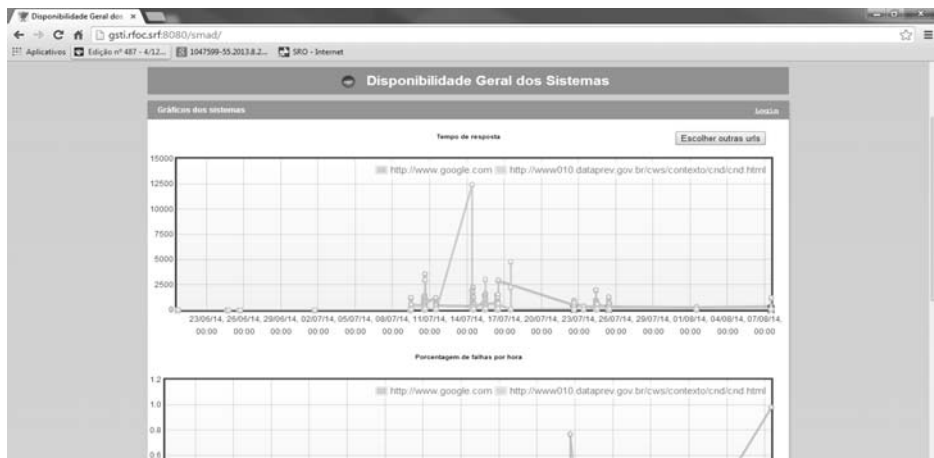 Disponibilidade Geral dos
gsti.rfoc.srf:8080/smad/
Aplicativos Edição nº 487 - 4/12... 1047599-55.2013.8.2... SRO - Internet
Disponibilidade Geral dos Sistemas
Gráficos dos sistemas Login
Tempo de resposta
Escolher outras urls
http://www.google.com http://www010.dataprev.gov.br/cws/contexto/cnd/cnd.html
15000
12500
10000
7500
5000
2500
0
23/06/14, 26/06/14, 29/06/14, 02/07/14, 05/07/14, 08/07/14, 11/07/14, 14/07/14, 17/07/14, 20/07/14, 23/07/14, 26/07/14, 29/07/14, 01/08/14, 04/08/14, 07/08/14,
00:00 00:00 00:00 00:00 00:00 00:00 00:00 00:00 00:00 00:00 00:00 00:00 00:00 00:00 00:00 00:00
Porcentagem de falhas por hora
http://www.google.com http://www010.dataprev.gov.br/cws/contexto/cnd/cnd.html
1.2
1.0
0.8
0.6